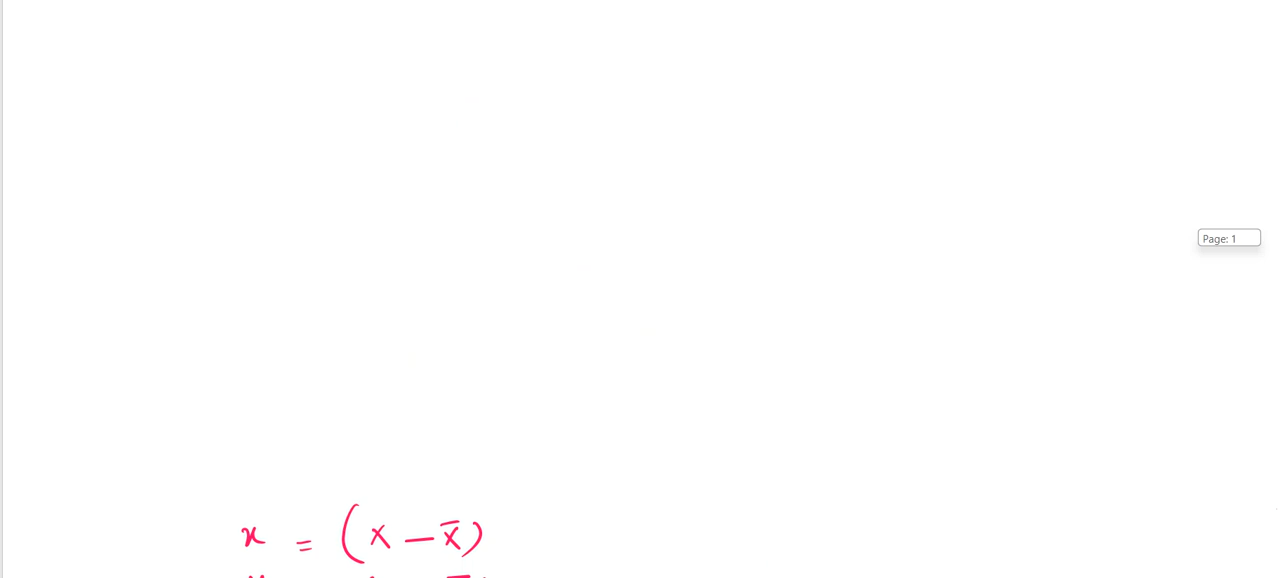 Page: 1
x = (X - X̄)